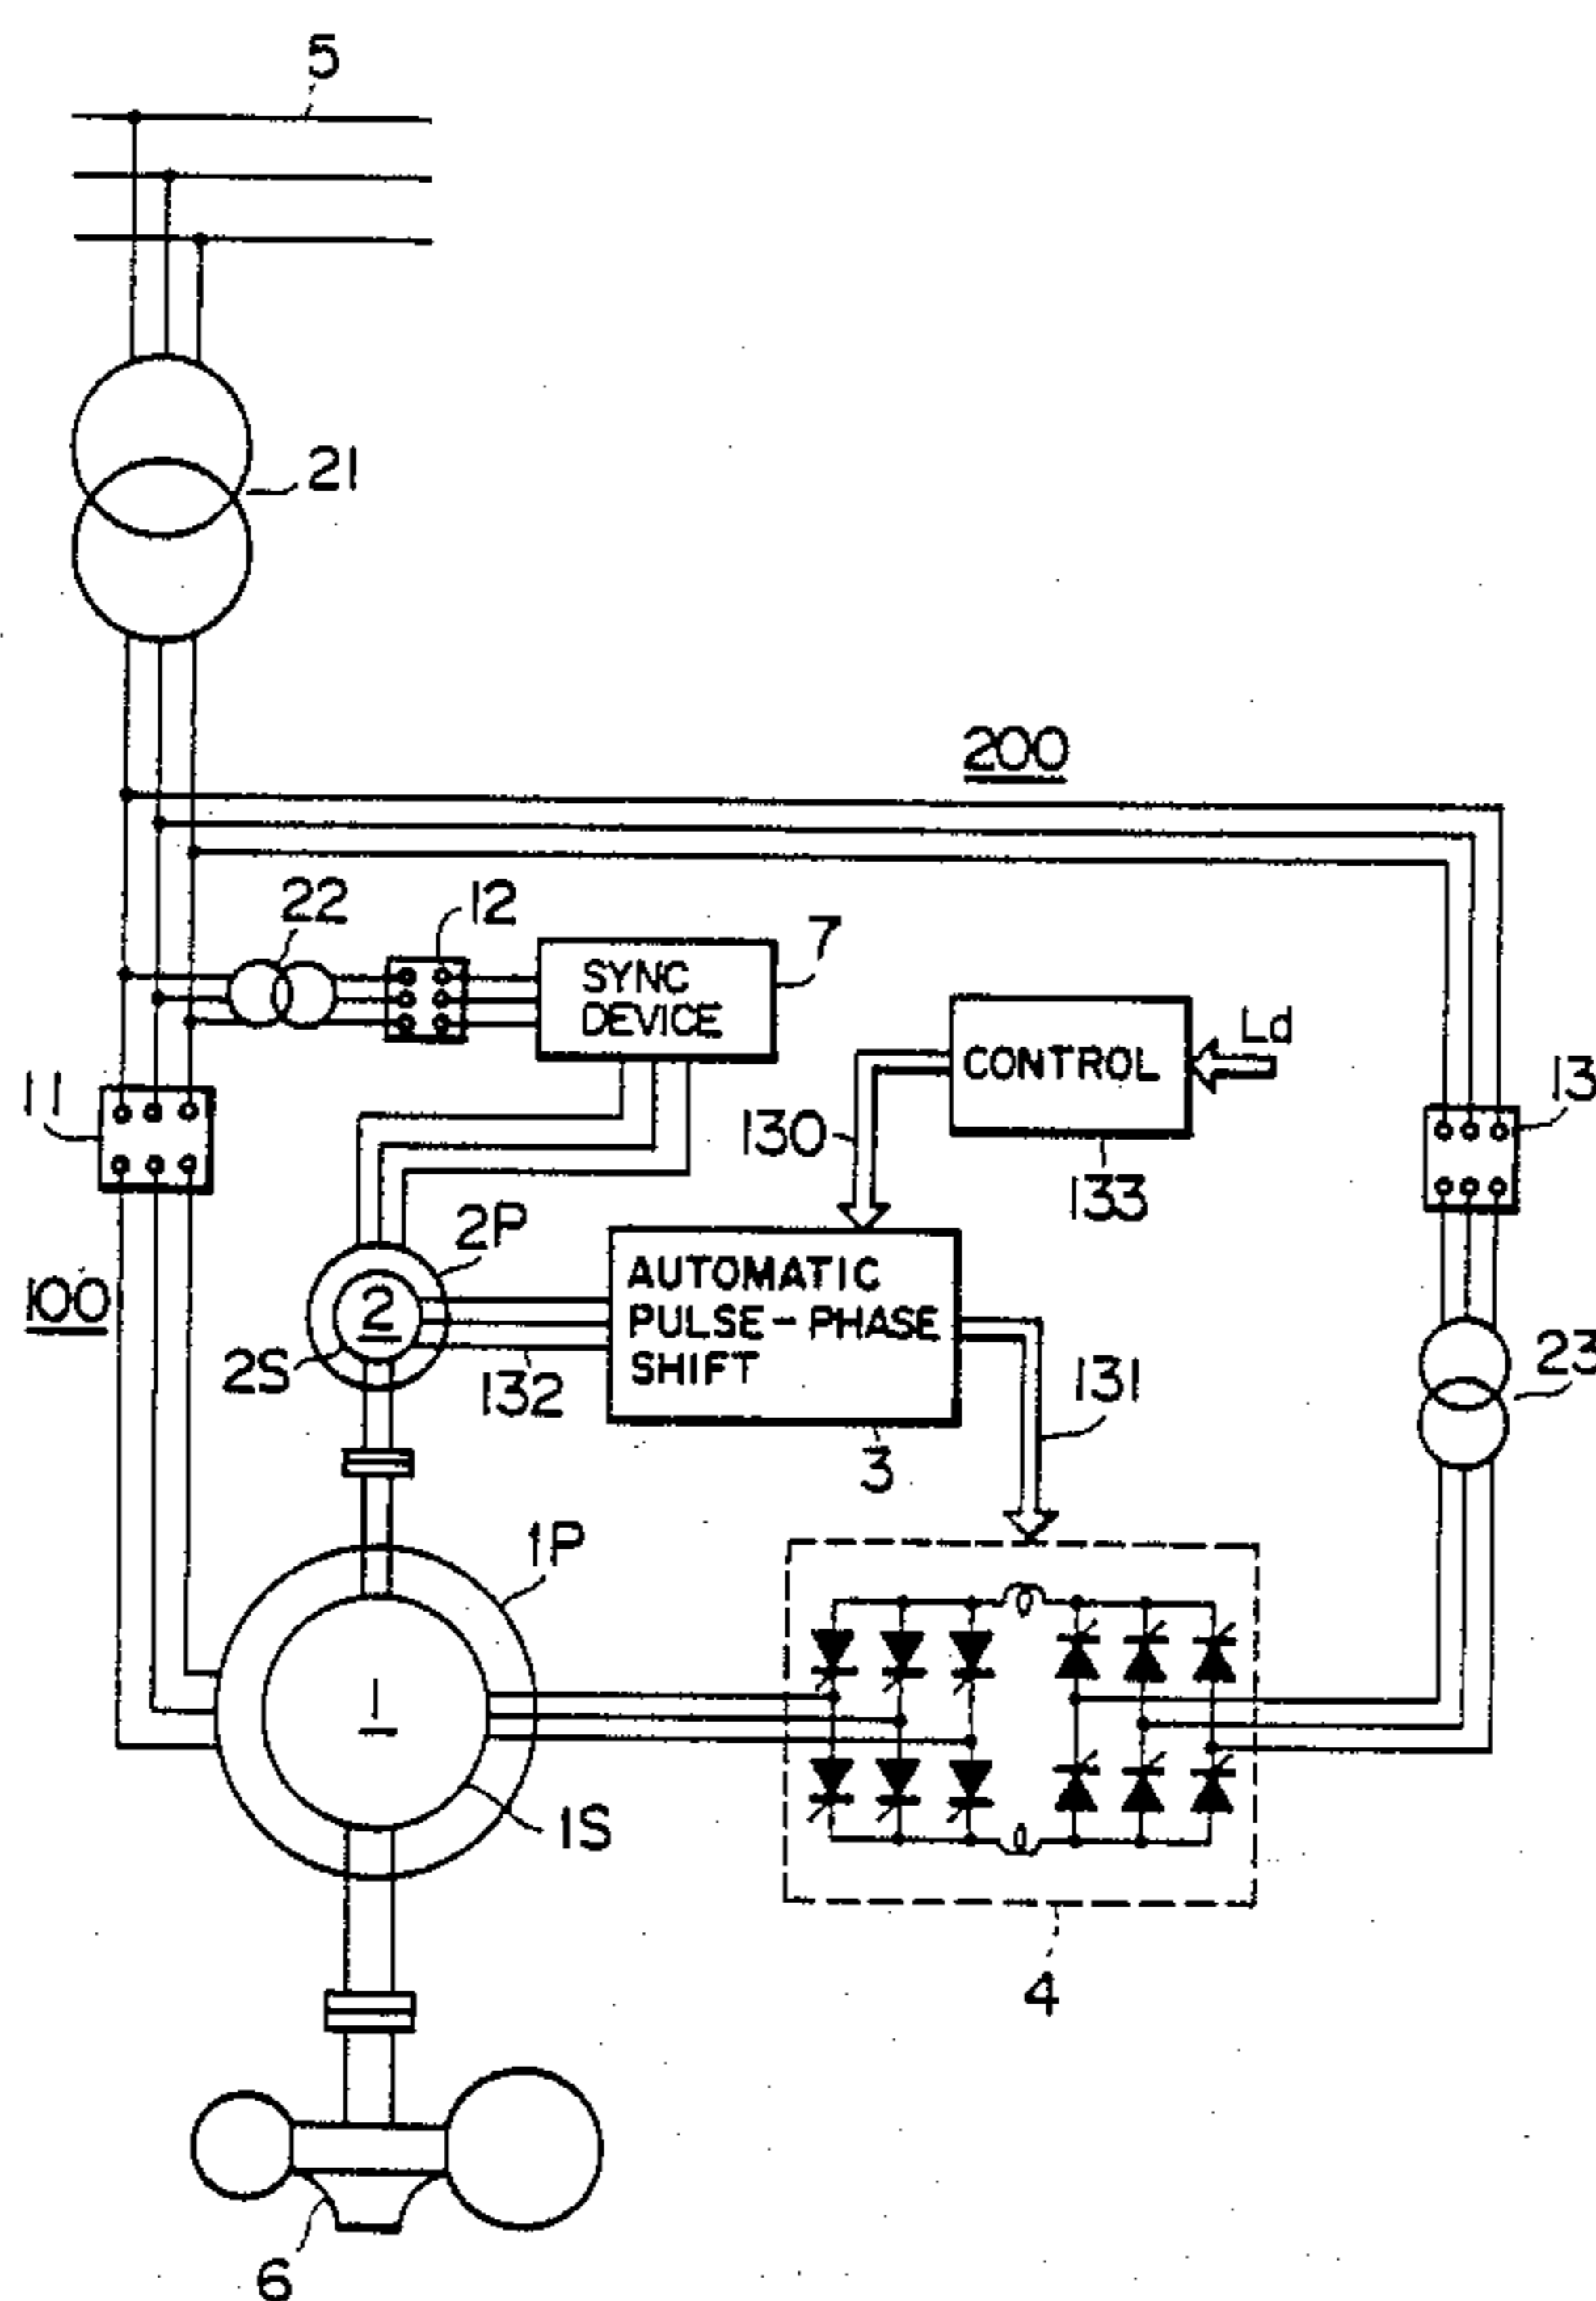 5
21
200
22
12
7
SYNC
DEVICE
Ld
CONTROL
11
13
130
133
2P
100
2
AUTOMATIC
PULSE-PHASE
SHIFT
23
2S
132
131
3
1P
1
1S
4
6